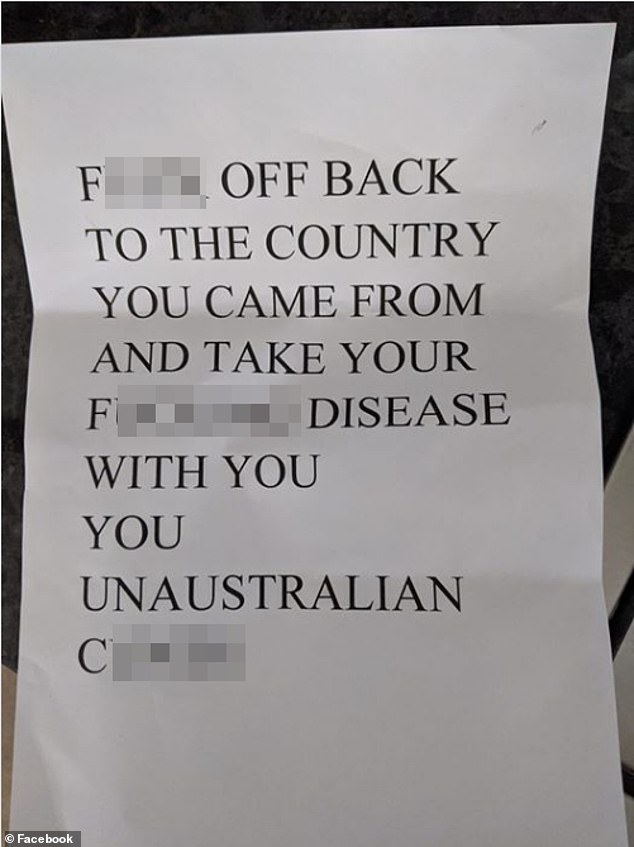 OFF BACK
TO THE COUNTRY
YOU CAME FROM
AND TAKE YOUR
DISEASE
WITH YOU
YOU
UNAUSTRALIAN
© Facebook